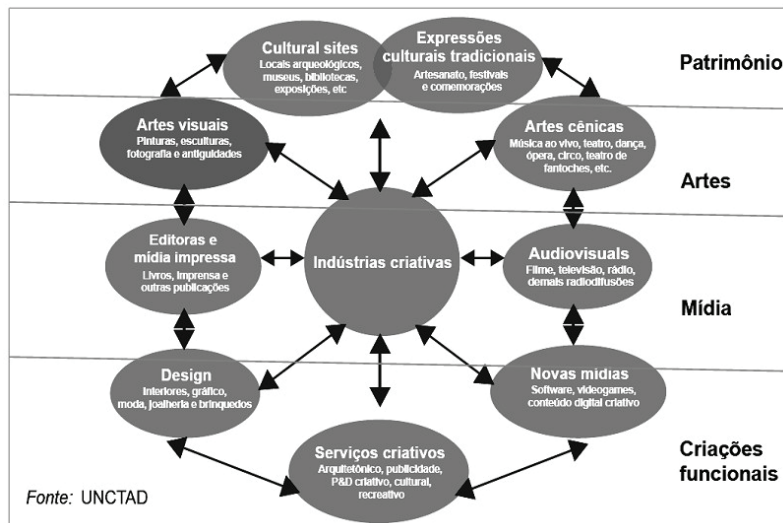 Cultural sites
Locais arqueológicos,
museus, bibliotecas,
exposições, etc
Expressões
culturais tradicionais
Artesanato, festivais
e comemorações
Patrimônio
Artes visuais
Pinturas, esculturas,
fotografia e antiguidades
Artes cênicas
Música ao vivo, teatro, dança,
ópera, circo, teatro de
fantoches, etc.
Artes
Editoras e
mídia impressa
Livros, Imprensa e
outras publicações
Indústrias criativas
Audiovisuals
Filme, televisão, rádio,
demais radiodifusões
Mídia
Design
Interiores, gráfico,
moda, joalheria e brinquedos
Novas mídias
Software, videogames,
conteúdo digital criativo
Serviços criativos
Arquitetônico, publicidade,
P&D criativo, cultural,
recreativo
Criações
funcionais
Fonte: UNCTAD